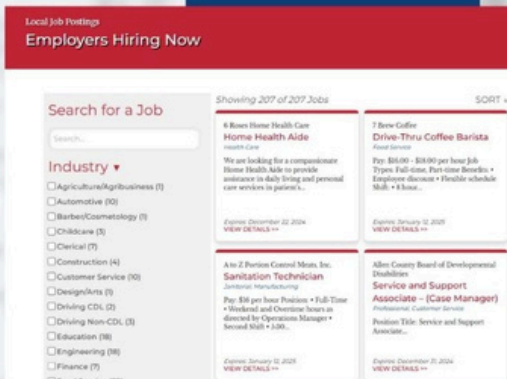 Local Job Postings
Employers Hiring Now
Search for a Job
Search...
Industry ▾
Agriculture/Agribusiness (1)
Automotive (10)
Barber/Cosmetology (1)
Childcare (3)
Clerical (7)
Construction (4)
Customer Service (10)
Design/Arts (1)
Driving CDL (2)
Driving Non-CDL (3)
Education (18)
Engineering (18)
Finance (7)
Showing 207 of 207 Jobs
SORT
6 Roses Home Health Care
Home Health Aide
Health Care
We are looking for a compassionate
Home Health Aide to provide
assistance in daily living and personal
care services in patient's...
Expires: December 22, 2024
VIEW DETAILS >>
7 Brew Coffee
Drive-Thru Coffee Barista
Food Service
Pay: $16.00 - $18.00 per hour Job
Types: Full-time, Part-time Benefits: •
Employee discount • Flexible schedule
Shift: • 8 hour...
Expires: January 12, 2025
VIEW DETAILS >>
A to Z Portion Control Meats, Inc.
Sanitation Technician
Janitorial, Manufacturing
Pay: $16 per hour Position: • Full-Time
• Weekend and Overtime hours as
directed by Operations Manager •
Second Shift •
Expires: January 12, 2025
VIEW DETAILS >>
Allen County Board of Developmental
Disabilities
Service and Support
Associate – (Case Manager)
Professional, Customer Service
Position Title: Service and Support
Associate...
Expires: December 31, 2024
VIEW DETAILS >>